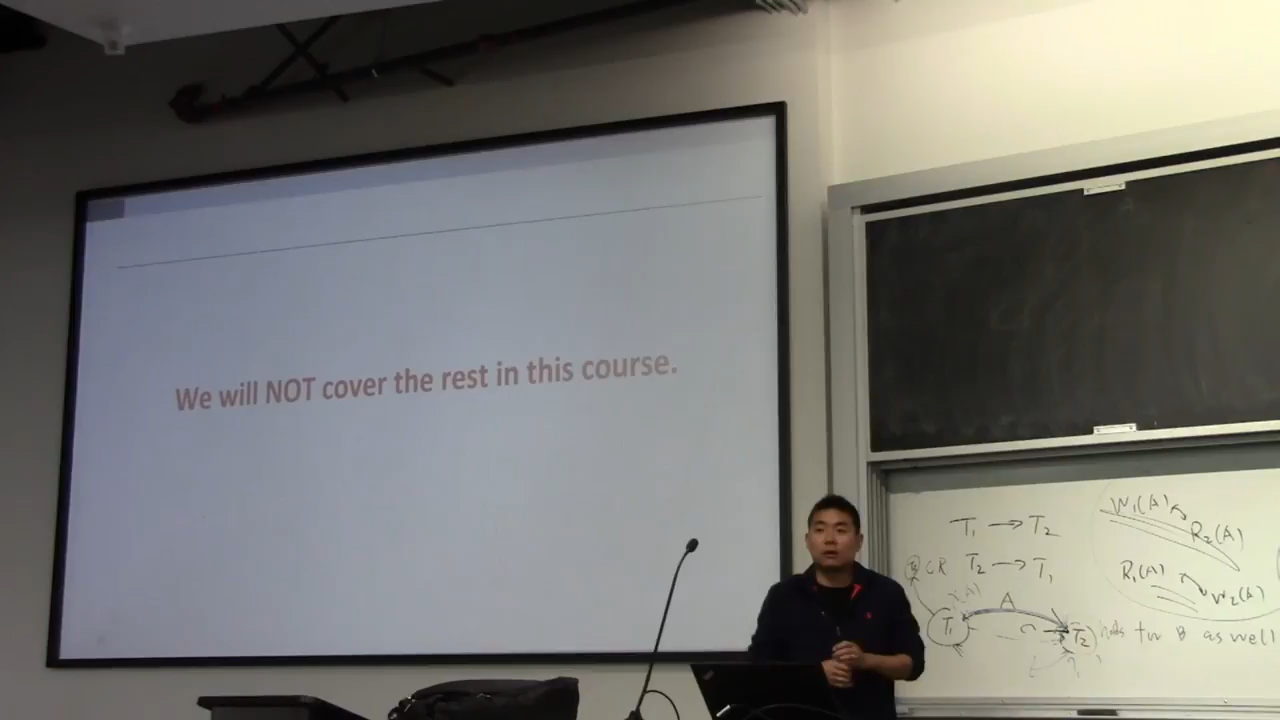 We will NOT cover the rest in this course.
T₁ → T₂
OR T₂ → T₁
W₁(A)
R₂(A)
R₁(A)
W₂(A)
A
T₁
T₂
for B as well